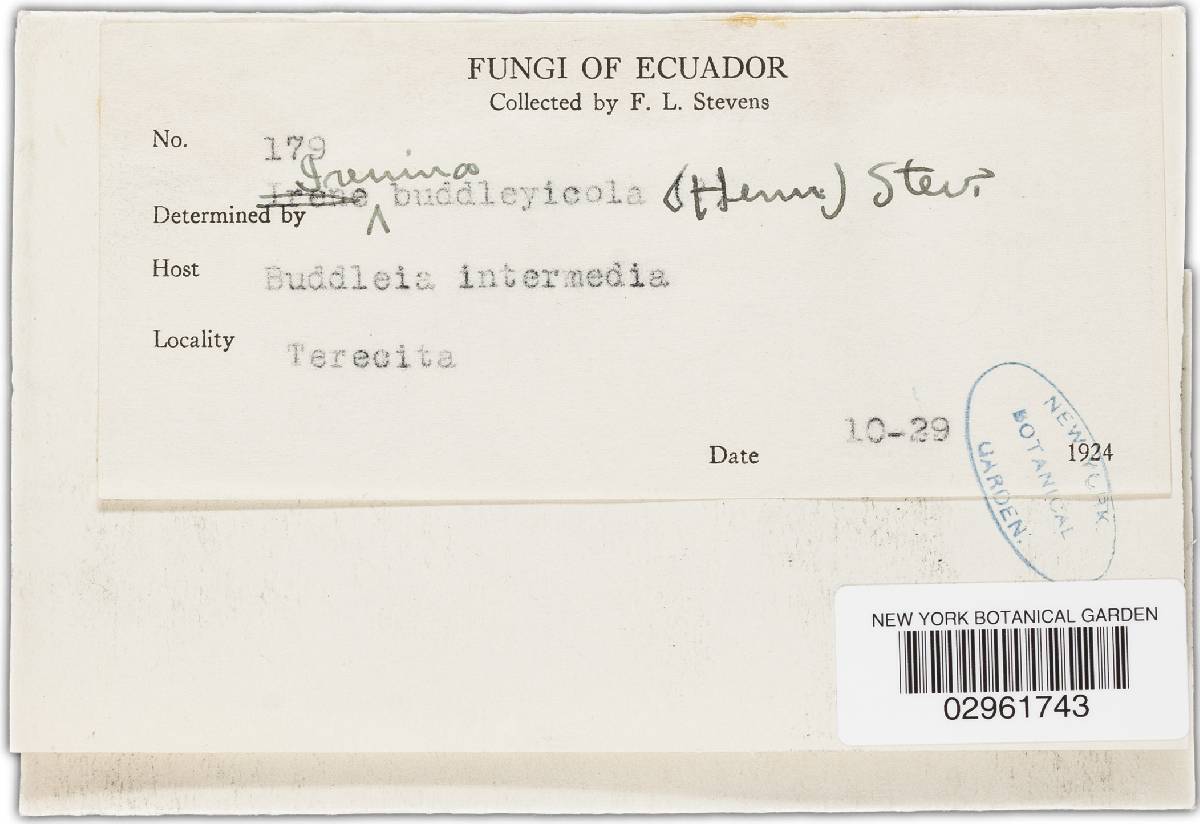 FUNGI OF ECUADOR
Collected by F. L. Stevens
No. 179
Irene Irenina buddleyicola (Henn.) Stev.
Determined by
Host Buddleia intermedia
Locality Terecita
Date 10-29 1924
NEW YORK
BOTANICAL
GARDEN.
NEW YORK BOTANICAL GARDEN
02961743